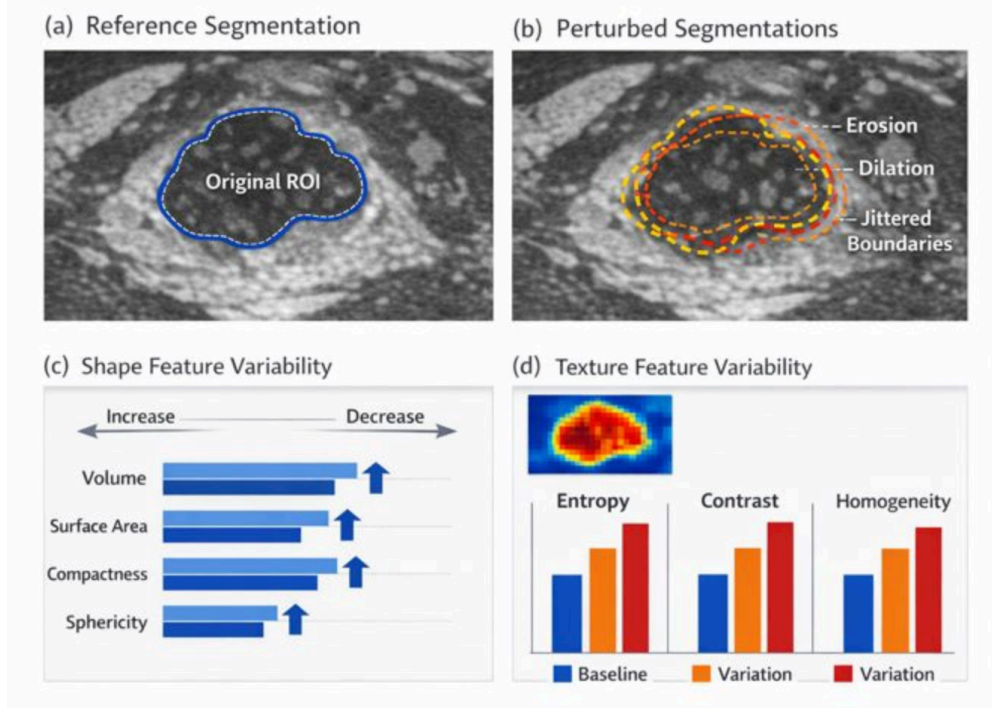 (a) Reference Segmentation
Original ROI
(b) Perturbed Segmentations
Erosion
Dilation
Jittered
Boundaries
(c) Shape Feature Variability
Increase
Decrease
Volume
Surface Area
Compactness
Sphericity
(d) Texture Feature Variability
Entropy
Contrast
Homogeneity
Baseline
Variation
Variation